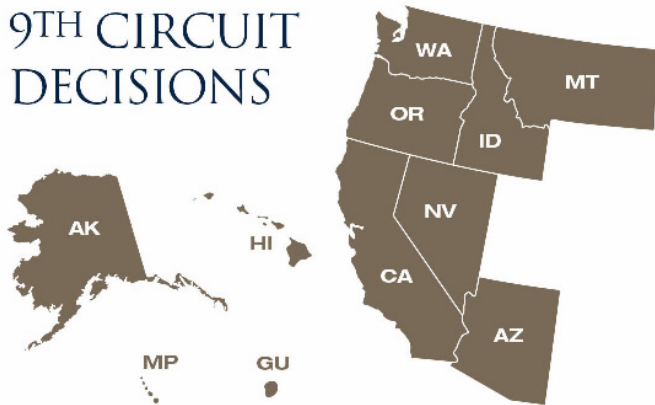 9TH CIRCUIT
DECISIONS
WA
MT
OR
ID
AK
HI
NV
CA
MP
GU
AZ